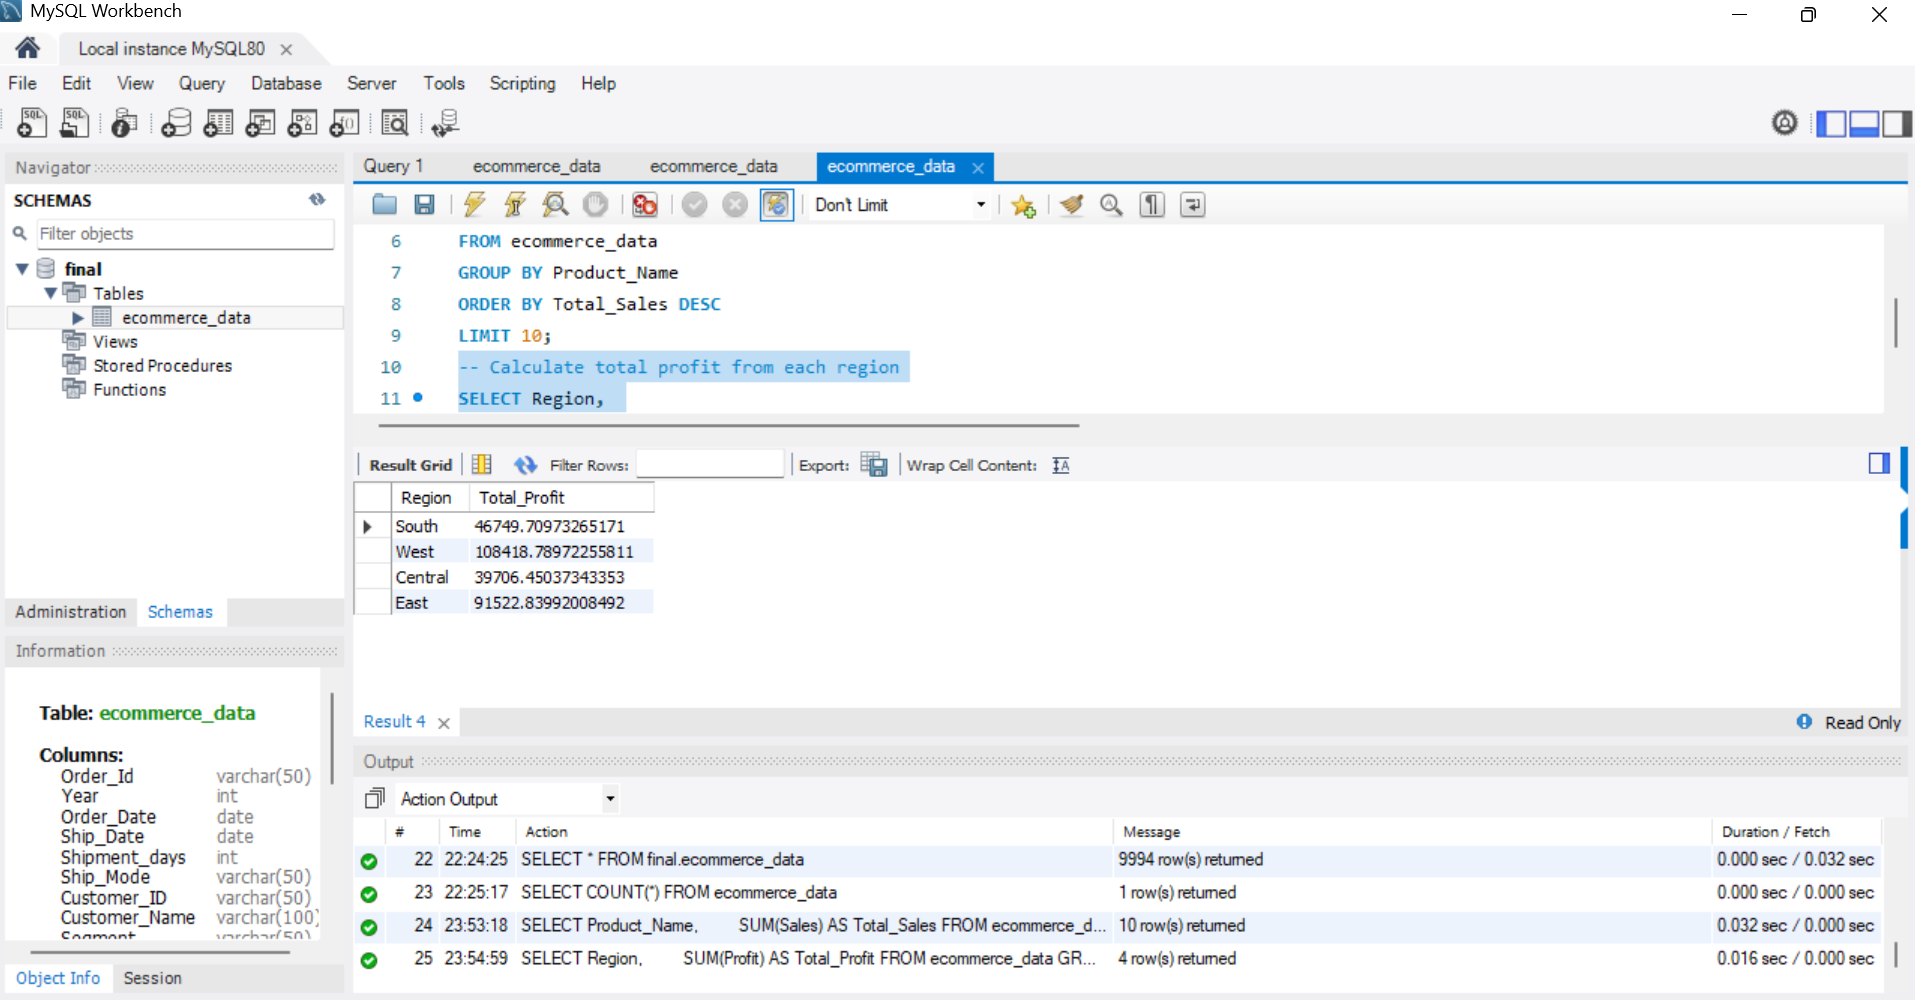 MySQL Workbench
Local instance MySQL80
File Edit View Query Database Server Tools Scripting Help
Navigator
SCHEMAS
Filter objects
final
Tables
ecommerce_data
Views
Stored Procedures
Functions
Administration Schemas
Information
Table: ecommerce_data
Columns:
Order_Id varchar(50)
Year int
Order_Date date
Ship_Date date
Shipment_days int
Ship_Mode varchar(50)
Customer_ID varchar(50)
Customer_Name varchar(100)
Segment varchar(50)
Object Info Session
Query 1 ecommerce_data ecommerce_data ecommerce_data
Don't Limit
6 FROM ecommerce_data
7 GROUP BY Product_Name
8 ORDER BY Total_Sales DESC
9 LIMIT 10;
10 -- Calculate total profit from each region
11 SELECT Region,
Result Grid Filter Rows: Export: Wrap Cell Content:
Region Total_Profit
South 46749.70973265171
West 108418.78972255811
Central 39706.45037343353
East 91522.83992008492
Result 4 Read Only
Output
Action Output
# Time Action Message Duration / Fetch
22 22:24:25 SELECT * FROM final.ecommerce_data 9994 row(s) returned 0.000 sec / 0.032 sec
23 22:25:17 SELECT COUNT(*) FROM ecommerce_data 1 row(s) returned 0.000 sec / 0.000 sec
24 23:53:18 SELECT Product_Name, SUM(Sales) AS Total_Sales FROM ecommerce_d... 10 row(s) returned 0.032 sec / 0.000 sec
25 23:54:59 SELECT Region, SUM(Profit) AS Total_Profit FROM ecommerce_data GR... 4 row(s) returned 0.016 sec / 0.000 sec